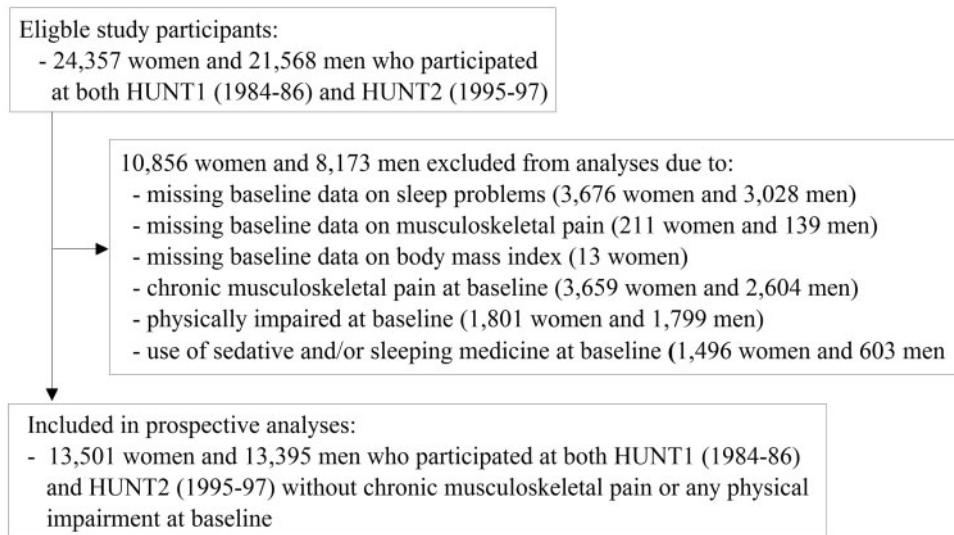 Eligble study participants:
- 24,357 women and 21,568 men who participated
at both HUNT1 (1984-86) and HUNT2 (1995-97)
10,856 women and 8,173 men excluded from analyses due to:
- missing baseline data on sleep problems (3,676 women and 3,028 men)
- missing baseline data on musculoskeletal pain (211 women and 139 men)
- missing baseline data on body mass index (13 women)
- chronic musculoskeletal pain at baseline (3,659 women and 2,604 men)
- physically impaired at baseline (1,801 women and 1,799 men)
- use of sedative and/or sleeping medicine at baseline (1,496 women and 603 men
Included in prospective analyses:
- 13,501 women and 13,395 men who participated at both HUNT1 (1984-86)
and HUNT2 (1995-97) without chronic musculoskeletal pain or any physical
impairment at baseline